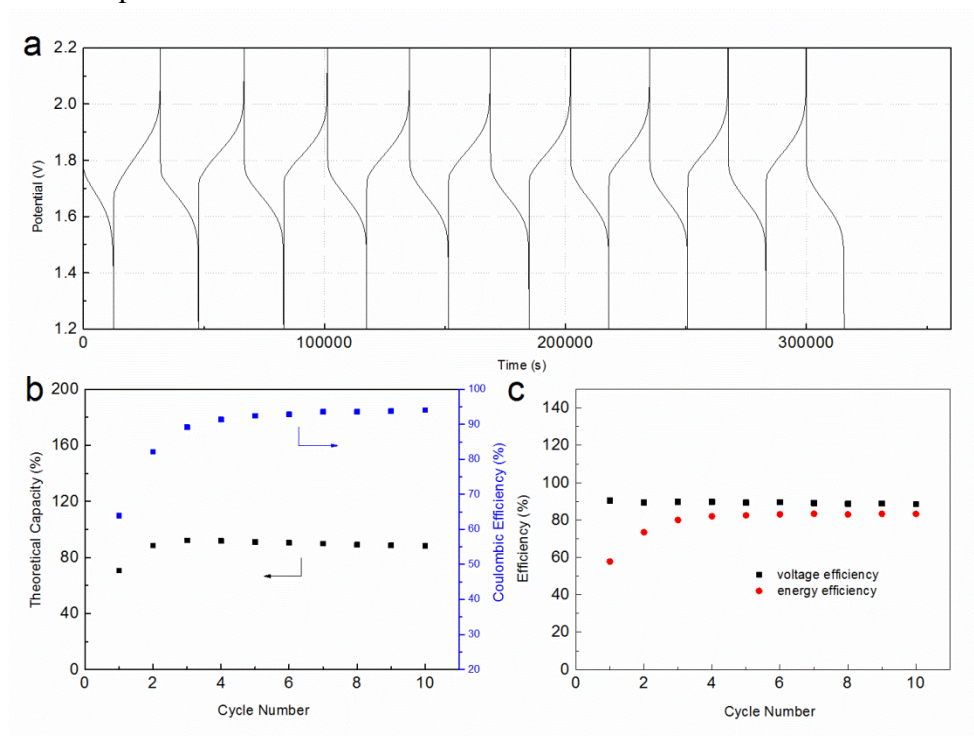 a
2.2
2.0
1.8
1.6
1.4
1.2
Potential (V)
0 100000 200000 300000
Time (s)
b
200
160
120
80
40
0
Theoretical Capacity (%)
100
90
80
70
60
50
40
30
20
Coulombic Efficiency (%)
0 2 4 6 8 10
Cycle Number
c
140
120
100
80
60
40
20
0
Efficiency (%)
voltage efficiency
energy efficiency
0 2 4 6 8 10
Cycle Number